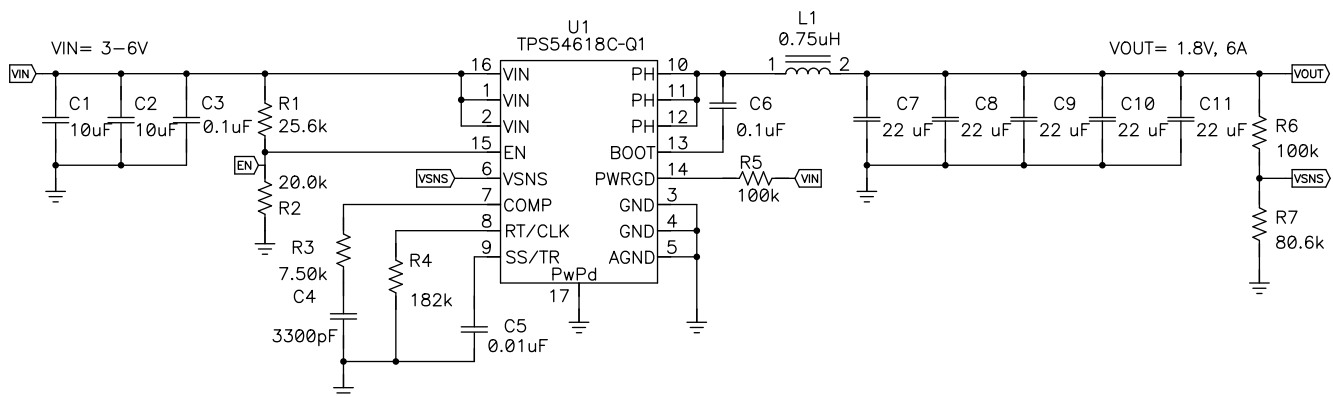 VIN= 3-6V
U1
TPS54618C-Q1
L1
0.75uH
VOUT= 1.8V, 6A
VIN
16 VIN
PH 10
1 2
VOUT
C1
10uF
C2
10uF
C3
0.1uF
R1
25.6k
1 VIN
PH 11
2 VIN
PH 12
C6
0.1uF
C7
22 uF
C8
22 uF
C9
22 uF
C10
22 uF
C11
22 uF
R6
100k
15 EN
BOOT 13
EN
20.0k
R2
VSNS
6 VSNS
PWRGD 14
R5
100k
VIN
VSNS
7 COMP
GND 3
8 RT/CLK
GND 4
9 SS/TR
AGND 5
R7
80.6k
R3
7.50k
R4
182k
PwPd
17
C4
3300pF
C5
0.01uF